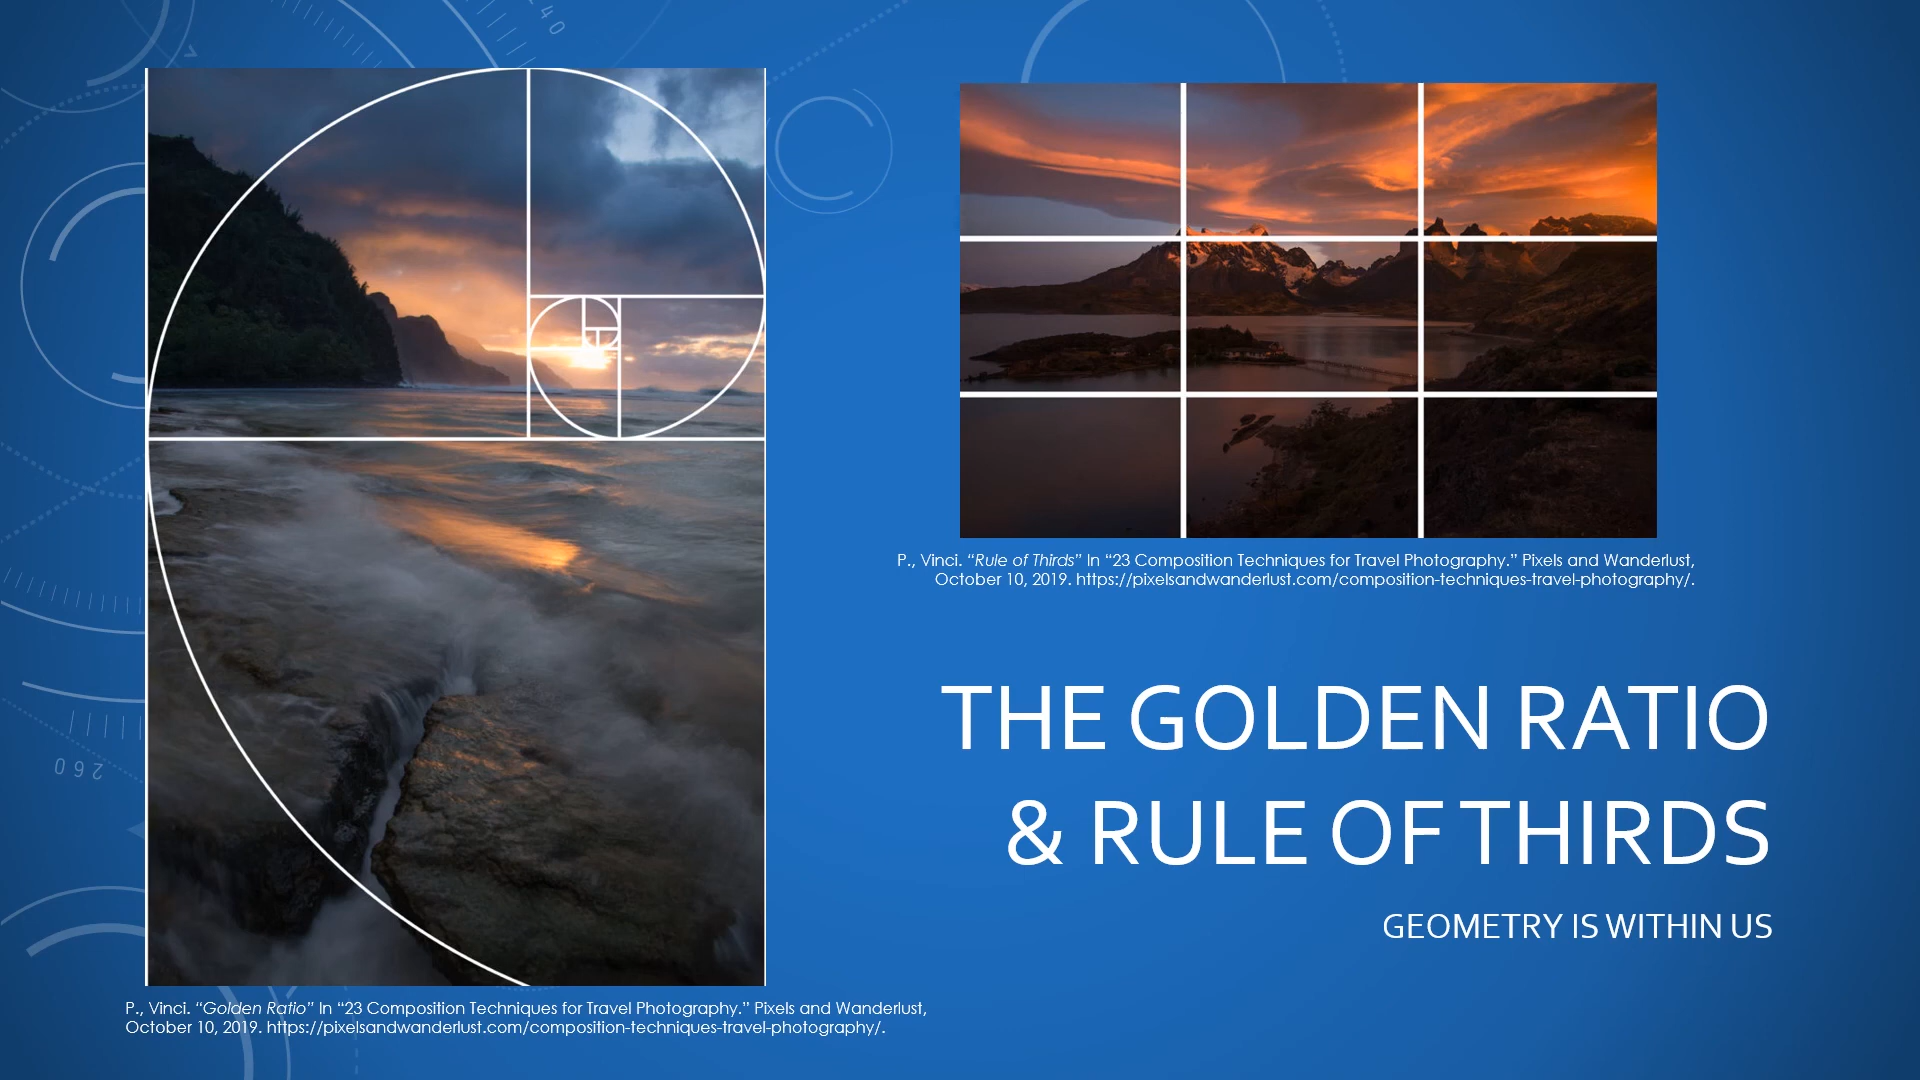 40
260
P., Vinci. “Rule of Thirds” In “23 Composition Techniques for Travel Photography.” Pixels and Wanderlust,
October 10, 2019. https://pixelsandwanderlust.com/composition-techniques-travel-photography/.
THE GOLDEN RATIO
& RULE OF THIRDS
GEOMETRY IS WITHIN US
P., Vinci. “Golden Ratio” In “23 Composition Techniques for Travel Photography.” Pixels and Wanderlust,
October 10, 2019. https://pixelsandwanderlust.com/composition-techniques-travel-photography/.